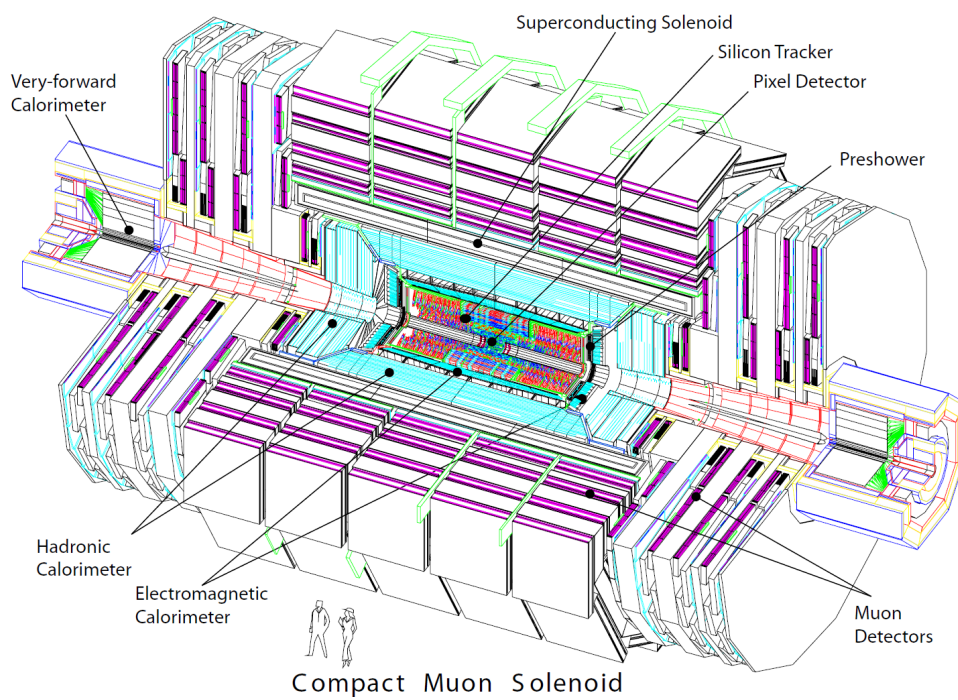 Superconducting Solenoid
Silicon Tracker
Pixel Detector
Very-forward
Calorimeter
Preshower
Hadronic
Calorimeter
Electromagnetic
Calorimeter
Muon
Detectors
Compact Muon Solenoid